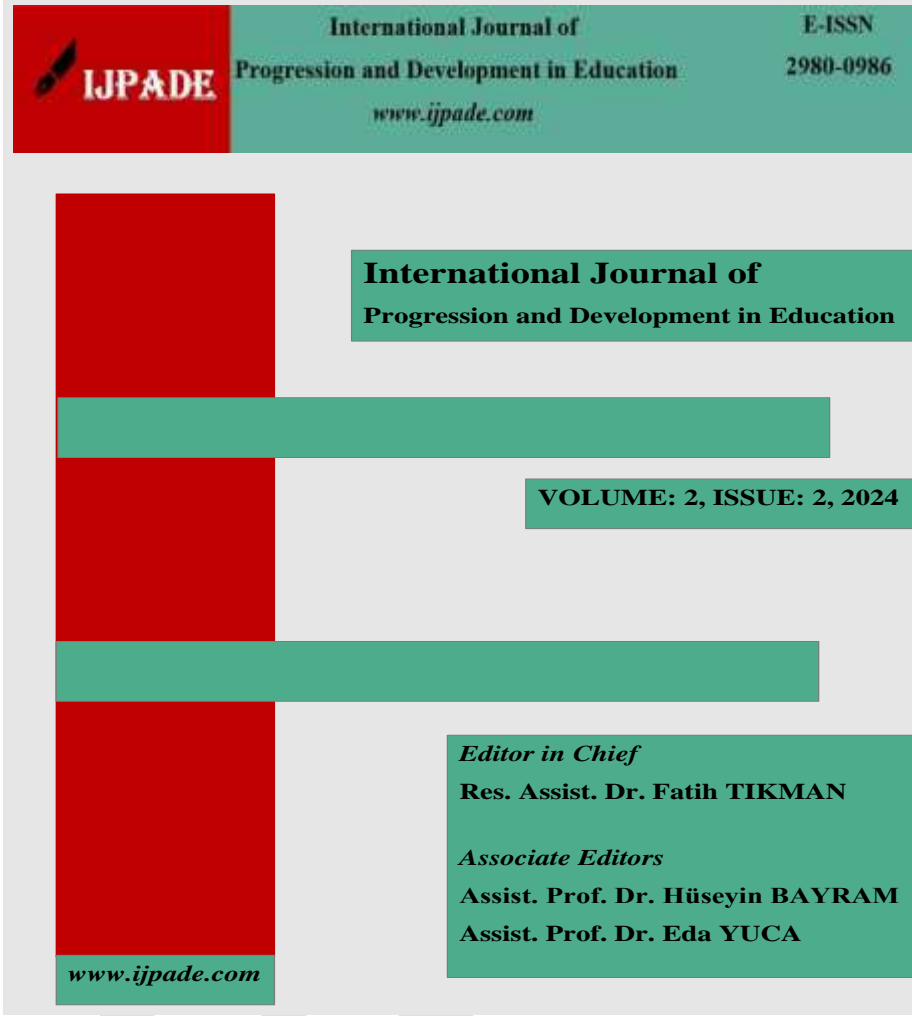 IJPADE
International Journal of
Progression and Development in Education
www.ijpade.com
E-ISSN
2980-0986
International Journal of
Progression and Development in Education
VOLUME: 2, ISSUE: 2, 2024
Editor in Chief
Res. Assist. Dr. Fatih TIKMAN
Associate Editors
Assist. Prof. Dr. Hüseyin BAYRAM
Assist. Prof. Dr. Eda YUCA
www.ijpade.com